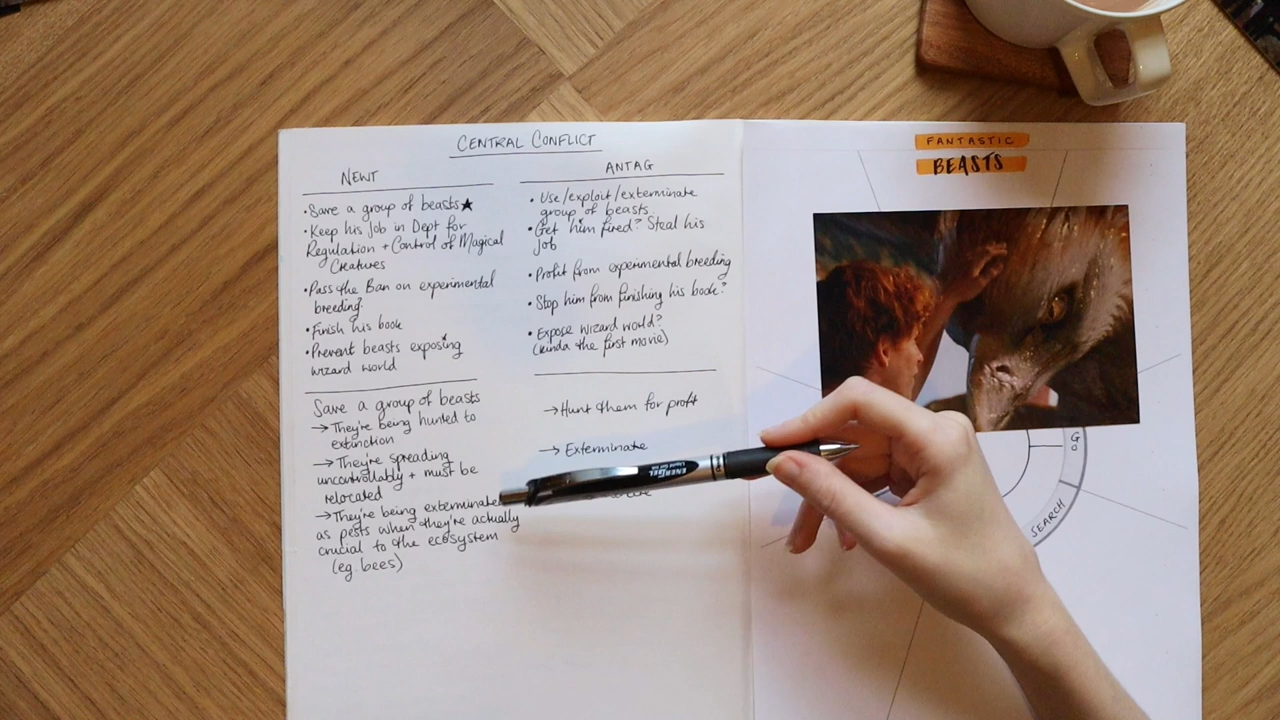 CENTRAL CONFLICT
NEWT
• Save a group of beasts★
• Keep his job in Dept for
Regulation + Control of Magical
Creatures
• Pass the Ban on experimental
breeding?
• Finish his book
• Prevent beasts exposing
wizard world
Save a group of beasts
→ They're being hunted to
extinction
→ They're spreading
uncontrollably + must be
relocated
→ They're being exterminated
as pests when they're actually
crucial to the ecosystem
(eg. bees)
ANTAG
• Use/exploit/exterminate
group of beasts
• Get him fired? Steal his
job
• Profit from experimental breeding
• Stop him from finishing his book?
• Expose wizard world?
(kinda the first movie)
→ Hunt them for profit
→ Exterminate
FANTASTIC
BEASTS
SEARCH
ENERGEL
Liquid Gel Ink